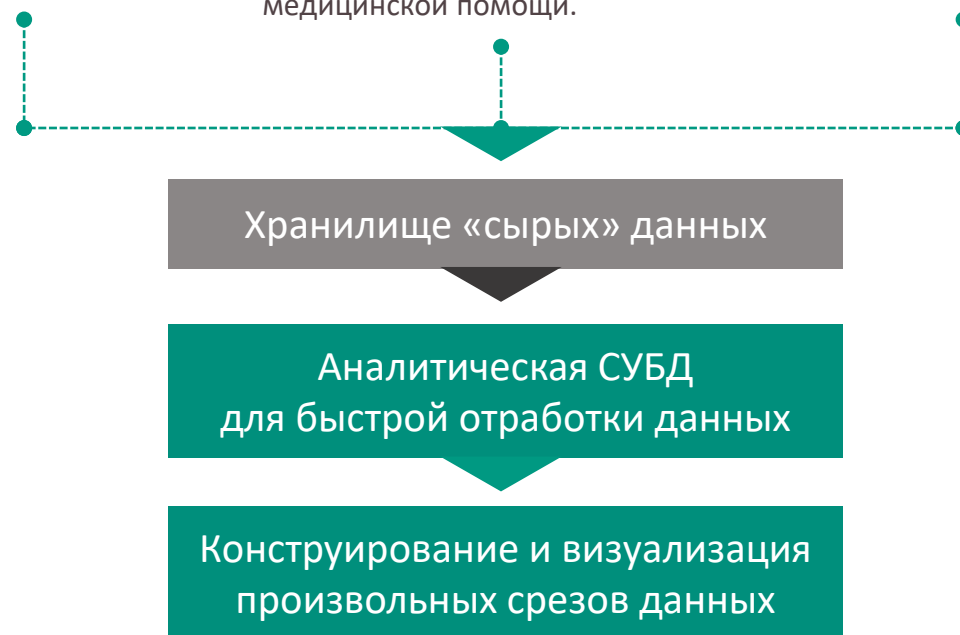 медицинской помощи.
Хранилище «сырых» данных
Аналитическая СУБД
для быстрой отработки данных
Конструирование и визуализация
произвольных срезов данных